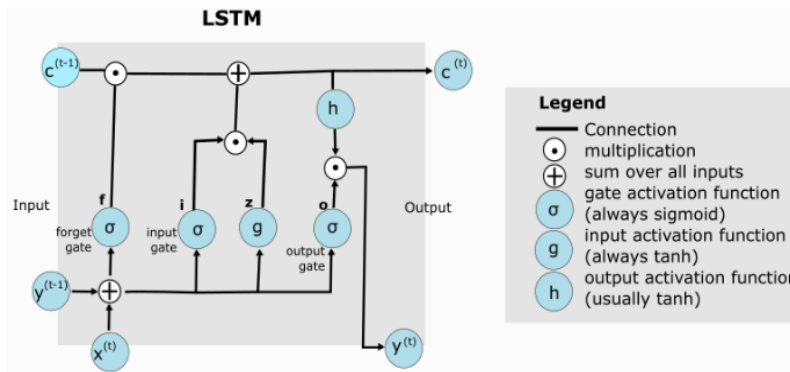 LSTM
c(t-1)
c(t)
h
f
i
z
o
Input
forget
gate
σ
input
gate
σ
g
output
gate
σ
Output
y(t-1)
x(t)
y(t)
Legend
Connection
multiplication
sum over all inputs
σ
gate activation function
(always sigmoid)
g
input activation function
(always tanh)
h
output activation function
(usually tanh)